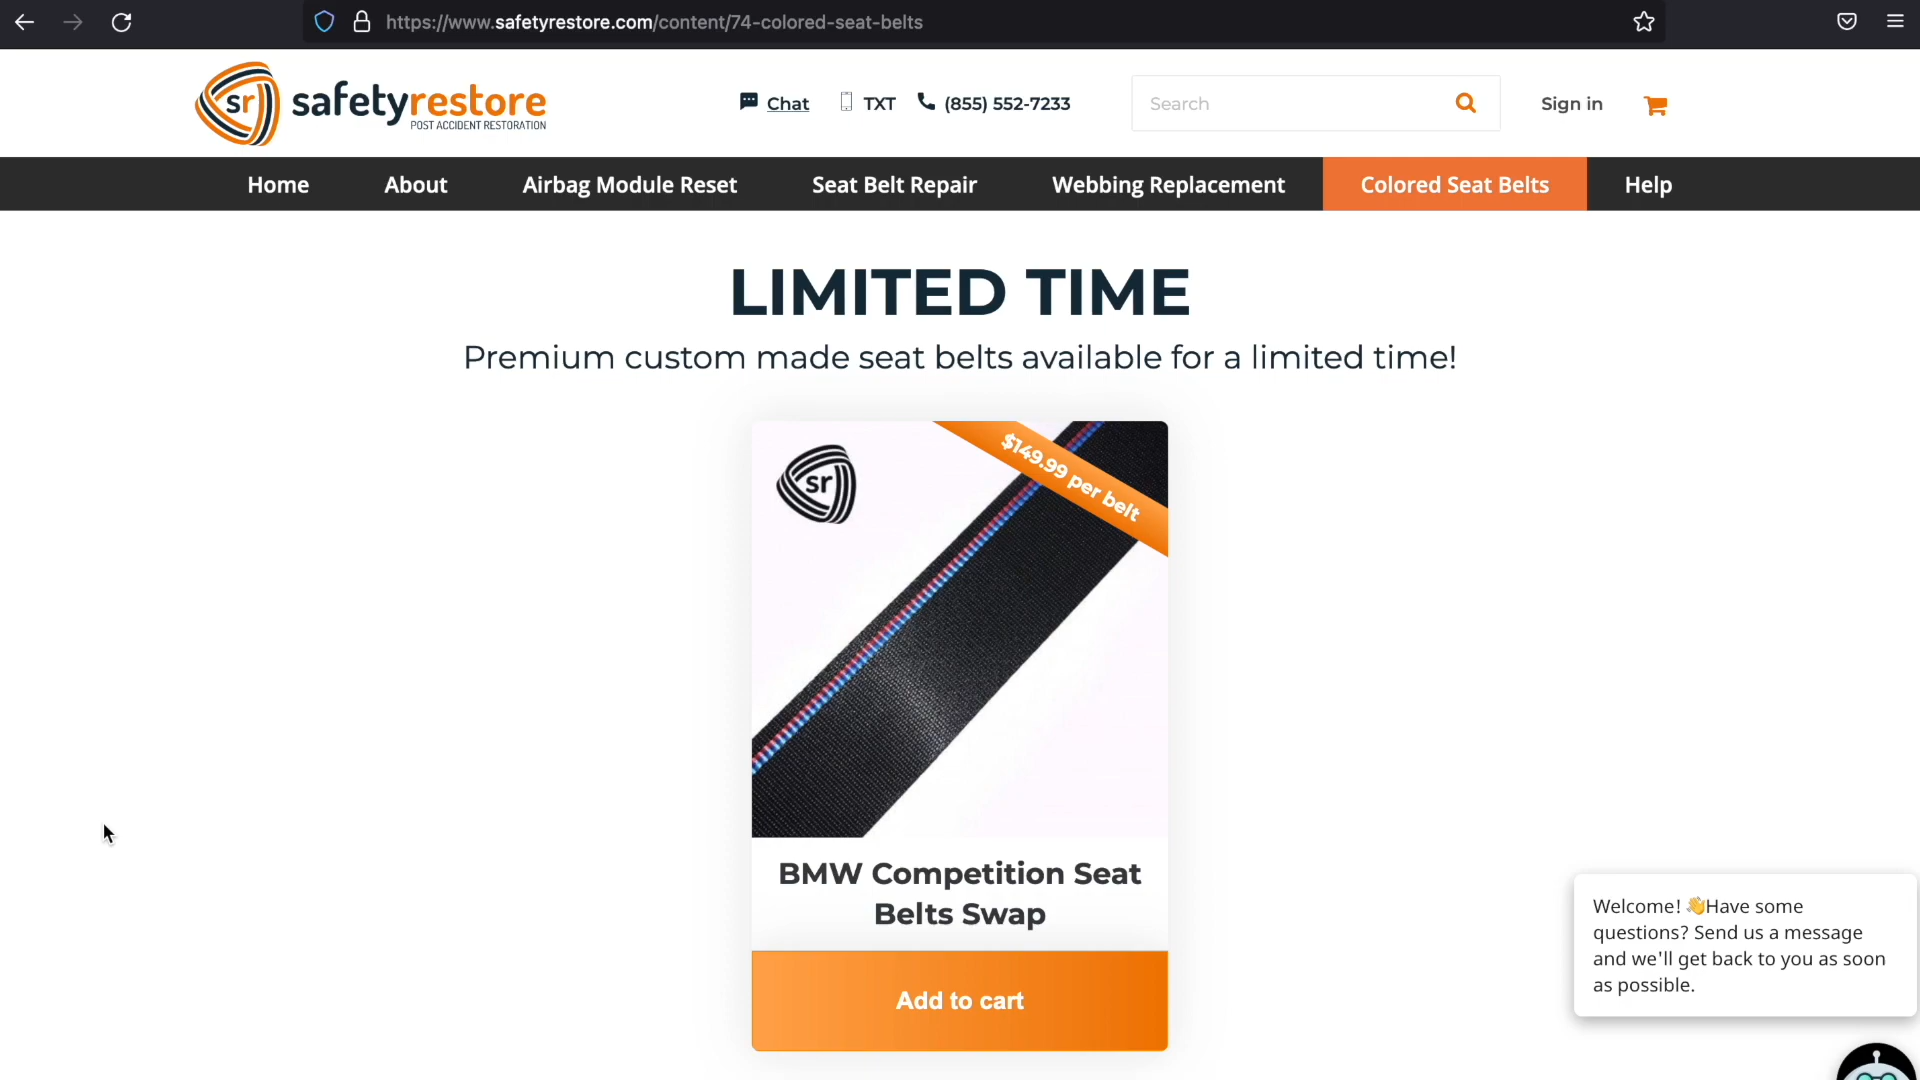 https://www.safetyrestore.com/content/74-colored-seat-belts
sr safetyrestore
POST ACCIDENT RESTORATION
Chat TXT (855) 552-7233 Search Sign in
Home About Airbag Module Reset Seat Belt Repair Webbing Replacement Colored Seat Belts Help
LIMITED TIME
Premium custom made seat belts available for a limited time!
sr
$149.99 per belt
BMW Competition Seat
Belts Swap
Add to cart
Welcome! 👋Have some
questions? Send us a message
and we'll get back to you as soon
as possible.